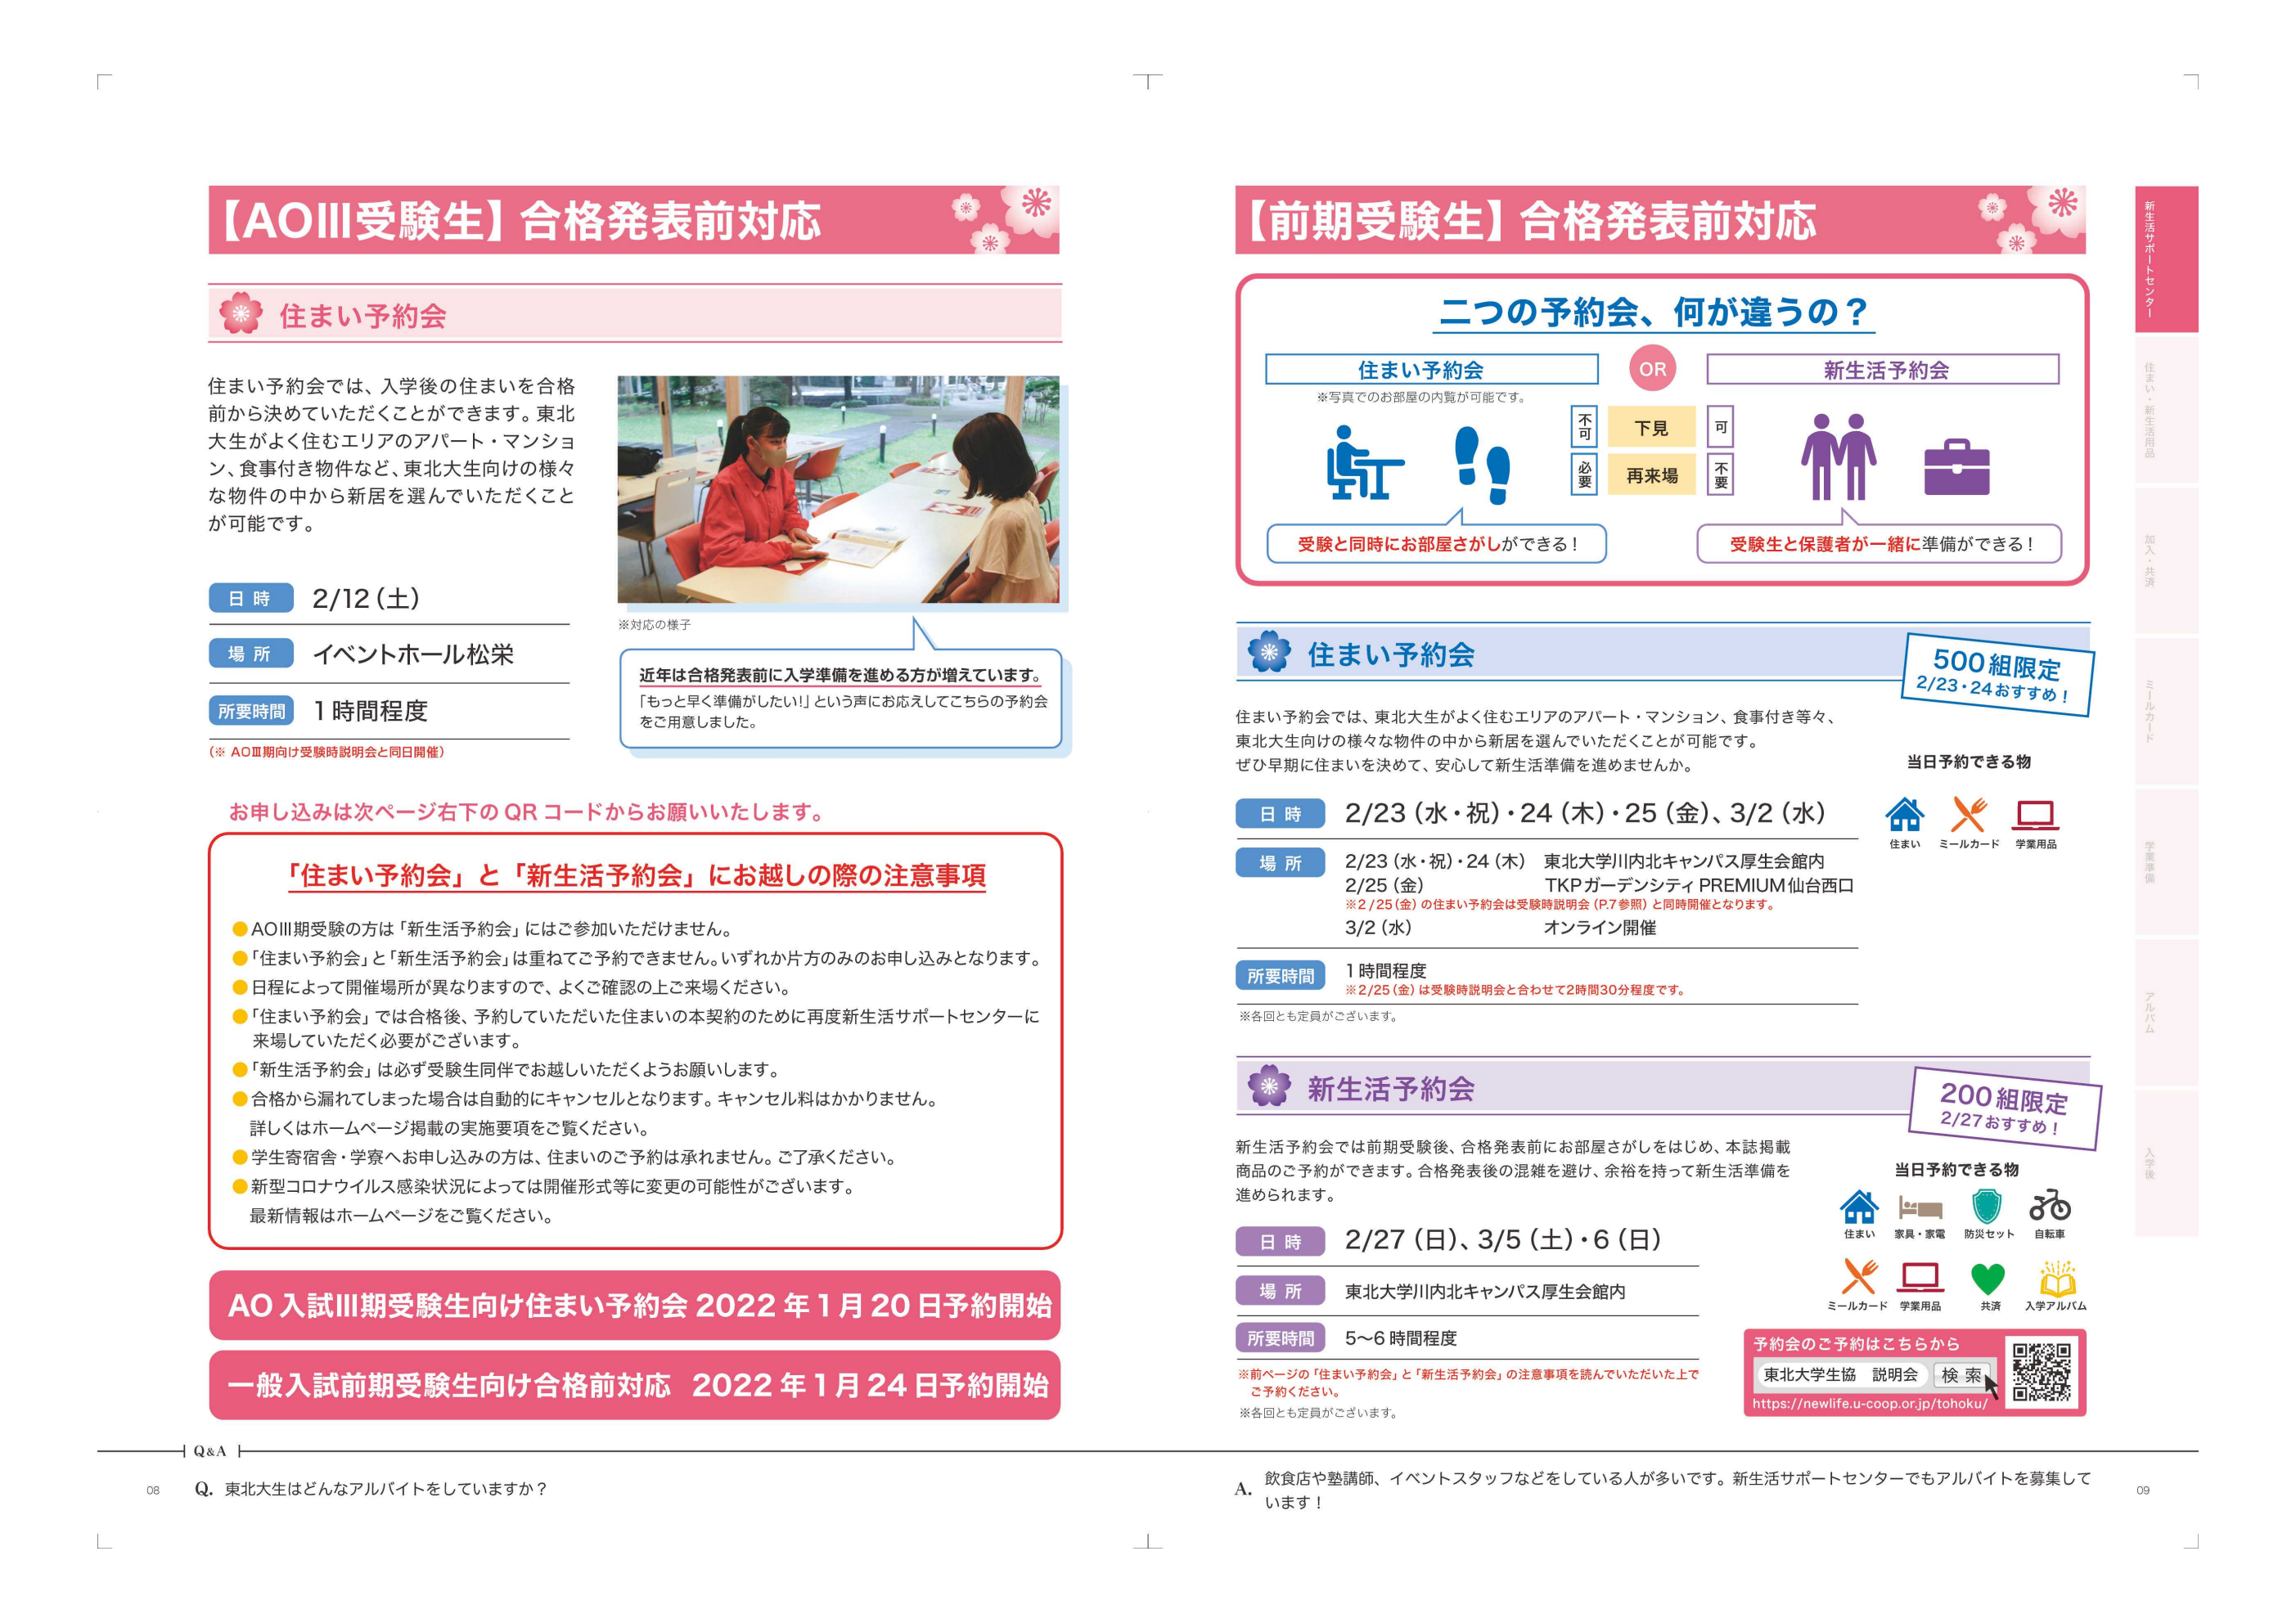 【AOIII受験生】合格発表前対応
住まい予約会
住まい予約会では、入学後の住まいを合格
前から決めていただくことができます。東北
大生がよく住むエリアのアパート・マンショ
ン、食事付き物件など、東北大生向けの様々
な物件の中から新居を選んでいただくこと
が可能です。
日時 2/12（土）
場所 イベントホール松栄
所要時間 1時間程度
（※ AOⅢ期向け受験時説明会と同日開催）
※対応の様子
近年は合格発表前に入学準備を進める方が増えています。
「もっと早く準備がしたい!」という声にお応えしてこちらの予約会
をご用意しました。
お申し込みは次ページ右下の QR コードからお願いいたします。
「住まい予約会」と「新生活予約会」にお越しの際の注意事項
●AOIII期受験の方は「新生活予約会」にはご参加いただけません。
●「住まい予約会」と「新生活予約会」は重ねてご予約できません。いずれか片方のみのお申し込みとなります。
●日程によって開催場所が異なりますので、よくご確認の上ご来場ください。
●「住まい予約会」では合格後、予約していただいた住まいの本契約のために再度新生活サポートセンターに
来場していただく必要がございます。
●「新生活予約会」は必ず受験生同伴でお越しいただくようお願いします。
●合格から漏れてしまった場合は自動的にキャンセルとなります。キャンセル料はかかりません。
詳しくはホームページ掲載の実施要項をご覧ください。
●学生寄宿舎・学寮へお申し込みの方は、住まいのご予約は承れません。ご了承ください。
●新型コロナウイルス感染状況によっては開催形式等に変更の可能性がございます。
最新情報はホームページをご覧ください。
AO 入試III期受験生向け住まい予約会 2022 年 1 月 20 日予約開始
一般入試前期受験生向け合格前対応 2022 年 1 月 24 日予約開始
Q&A
08
Q. 東北大生はどんなアルバイトをしていますか？
【前期受験生】合格発表前対応
二つの予約会、何が違うの？
住まい予約会 OR 新生活予約会
※写真でのお部屋の内覧が可能です。
不可 下見 可
必要 再来場 不要
受験と同時にお部屋さがしができる！
受験生と保護者が一緒に準備ができる！
住まい予約会
500組限定
2/23・24おすすめ！
住まい予約会では、東北大生がよく住むエリアのアパート・マンション、食事付き等々、
東北大生向けの様々な物件の中から新居を選んでいただくことが可能です。
ぜひ早期に住まいを決めて、安心して新生活準備を進めませんか。
当日予約できる物
住まい ミールカード 学業用品
日時 2/23（水・祝）・24（木）・25（金）、3/2（水）
場所 2/23（水・祝）・24（木） 東北大学川内北キャンパス厚生会館内
2/25（金） TKPガーデンシティPREMIUM仙台西口
※2/25（金）の住まい予約会は受験時説明会（P.7参照）と同時開催となります。
3/2（水） オンライン開催
所要時間 1時間程度
※2/25（金）は受験時説明会と合わせて2時間30分程度です。
※各回とも定員がございます。
新生活予約会
200組限定
2/27おすすめ！
新生活予約会では前期受験後、合格発表前にお部屋さがしをはじめ、本誌掲載
商品のご予約ができます。合格発表後の混雑を避け、余裕を持って新生活準備を
進められます。
当日予約できる物
住まい 家具・家電 防災セット 自転車
ミールカード 学業用品 共済 入学アルバム
日時 2/27（日）、3/5（土）・6（日）
場所 東北大学川内北キャンパス厚生会館内
所要時間 5〜6 時間程度
※前ページの「住まい予約会」と「新生活予約会」の注意事項を読んでいただいた上で
ご予約ください。
※各回とも定員がございます。
予約会のご予約はこちらから
東北大学生協 説明会 検索
https://newlife.u-coop.or.jp/tohoku/
A. 飲食店や塾講師、イベントスタッフなどをしている人が多いです。新生活サポートセンターでもアルバイトを募集して
います！
09
新生活サポートセンター
住まい・新生活用品
加入・共済
ミールカード
学業準備
アルバム
入学後